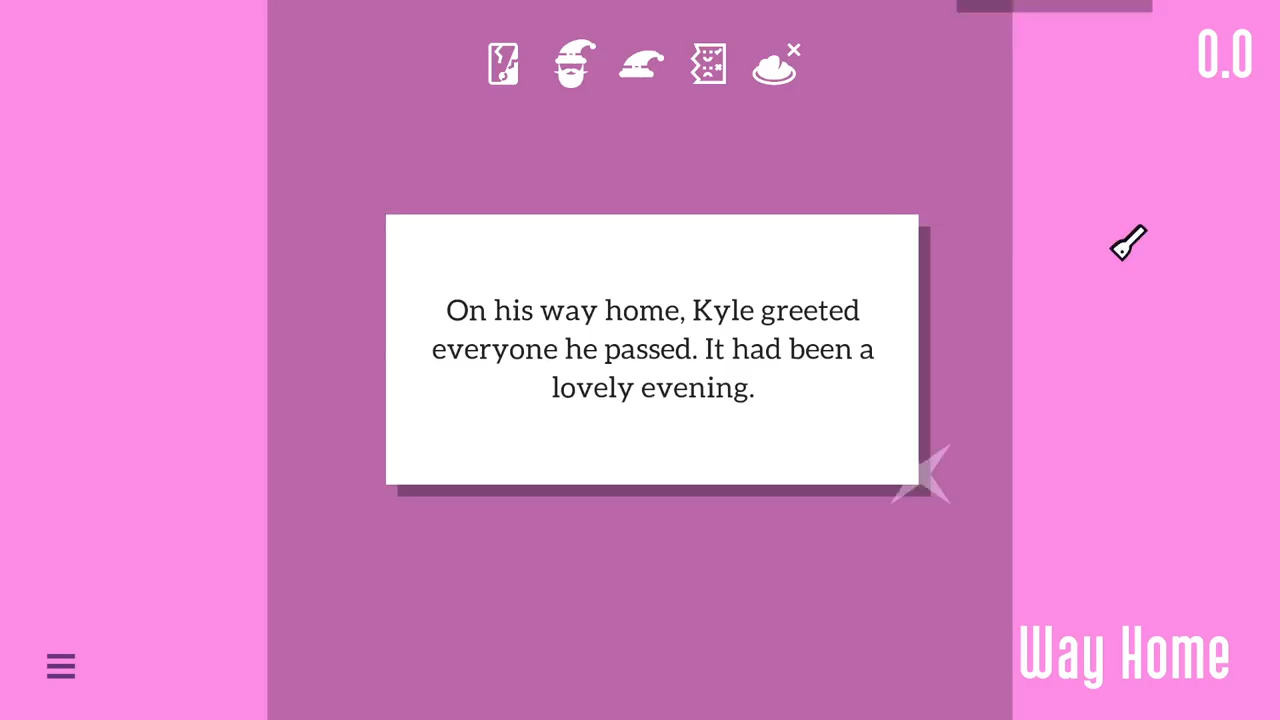 0.0
On his way home, Kyle greeted
everyone he passed. It had been a
lovely evening.
Way Home